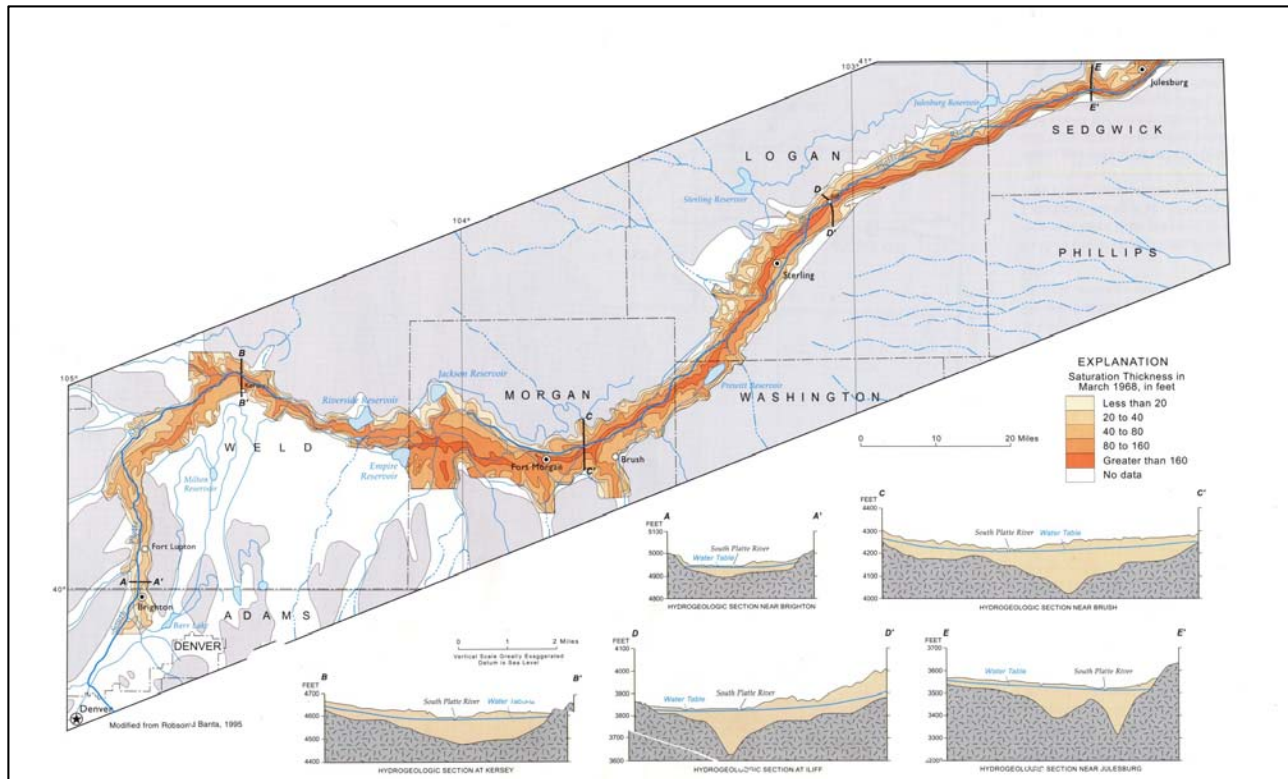 103°
41°
E
Julesburg
Julesburg Reservoir
E'
SEDGWICK
LOGAN
D
Sterling Reservoir
D'
104°
PHILLIPS
Sterling
105°
B
Jackson Reservoir
B'
Riverside Reservoir
MORGAN
C
Prewitt Reservoir
WASHINGTON
WELD
Empire Reservoir
Fort Morgan
C'
Brush
Milton Reservoir
Fort Lupton
A
A'
40°
Brighton
ADAMS
Barr Lake
DENVER
Denver
Modified from Robson
Banta, 1995
EXPLANATION
Saturation Thickness in
March 1968, in feet
Less than 20
20 to 40
40 to 80
80 to 160
Greater than 160
No data
0
10
20 Miles
0
1
2 Miles
Vertical Scale Greatly Exaggerated
Datum is Sea Level
A
A'
FEET
5100
5000
4900
4800
South Platte River
Water Table
HYDROGEOLOGIC SECTION NEAR BRIGHTON
C
C'
FEET
4400
4300
4200
4100
4000
South Platte River
Water Table
HYDROGEOLOGIC SECTION NEAR BRUSH
B
B'
FEET
4700
4600
4500
4400
South Platte River
Water Table
HYDROGEOLOGIC SECTION AT KERSEY
D
D'
FEET
4100
4000
3900
3800
3700
3600
Water Table
South Platte River
HYDROGEOLOGIC SECTION AT ILIFF
E
E'
FEET
3700
3600
3500
3400
3300
Water Table
South Platte River
HYDROGEOLOGIC SECTION NEAR JULESBURG